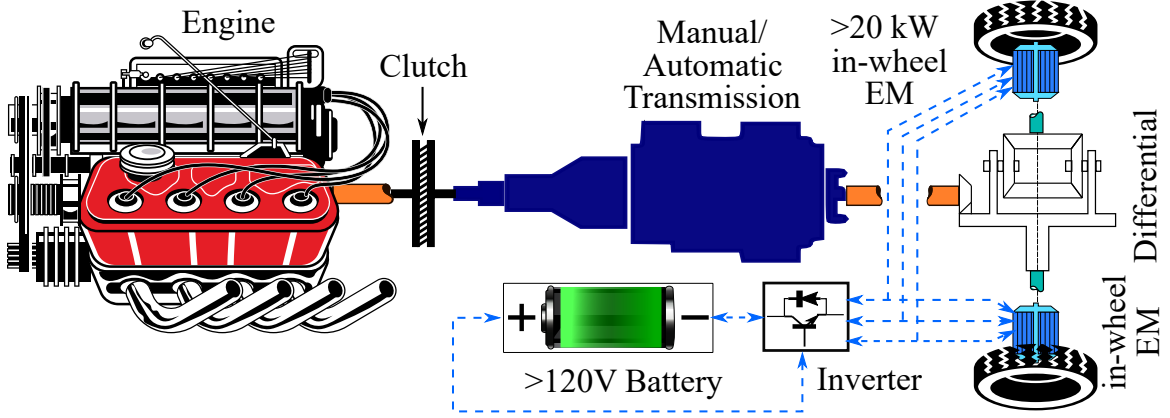 Engine
Clutch
Manual/
Automatic
Transmission
>20 kW
in-wheel
EM
Differential
in-wheel
EM
+
−
>120V Battery
Inverter